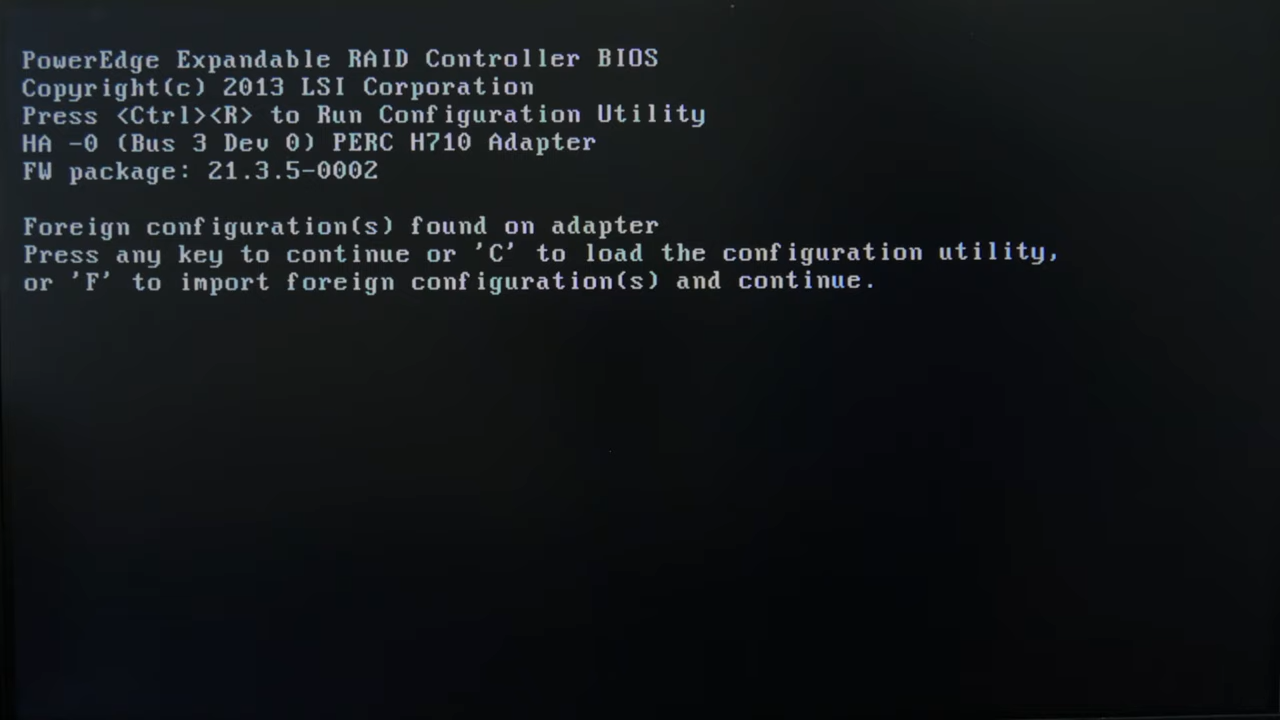 PowerEdge Expandable RAID Controller BIOS
Copyright(c) 2013 LSI Corporation
Press <Ctrl><R> to Run Configuration Utility
HA -0 (Bus 3 Dev 0) PERC H710 Adapter
FW package: 21.3.5-0002
Foreign configuration(s) found on adapter
Press any key to continue or 'C' to load the configuration utility,
or 'F' to import foreign configuration(s) and continue.